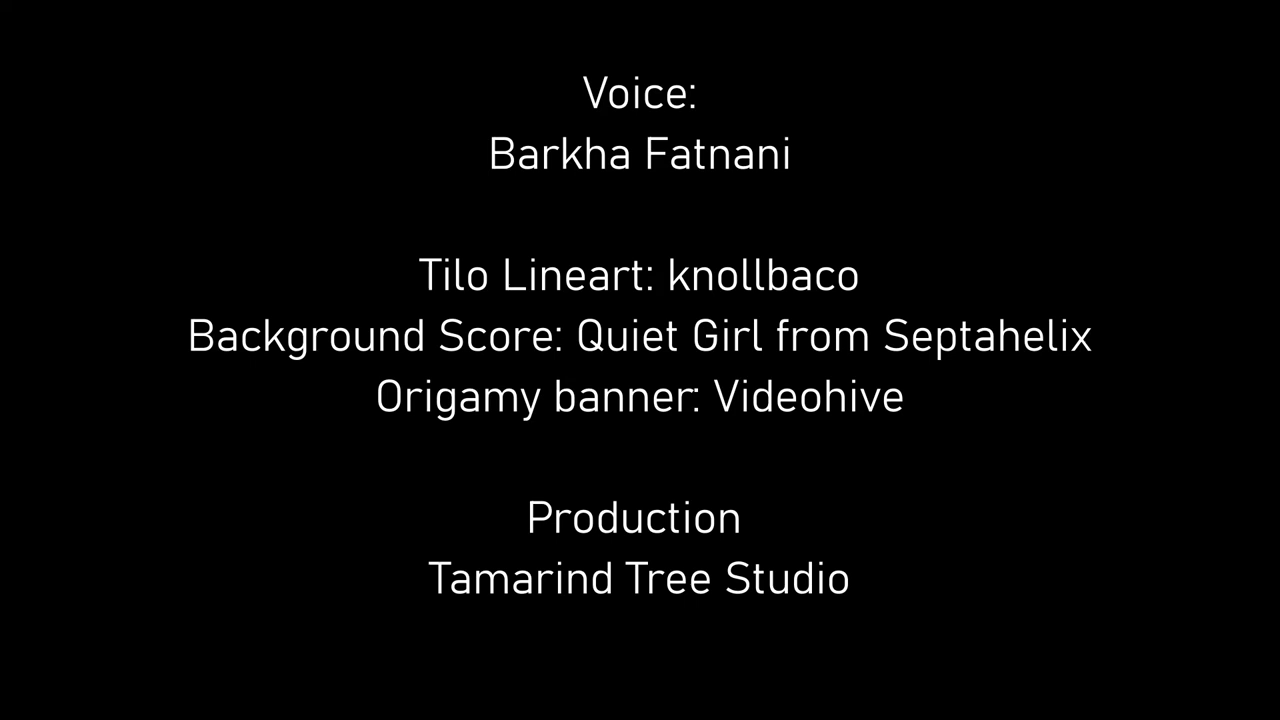 Voice:
Barkha Fatnani
Tilo Lineart: knollbaco
Background Score: Quiet Girl from Septahelix
Origamy banner: Videohive
Production
Tamarind Tree Studio